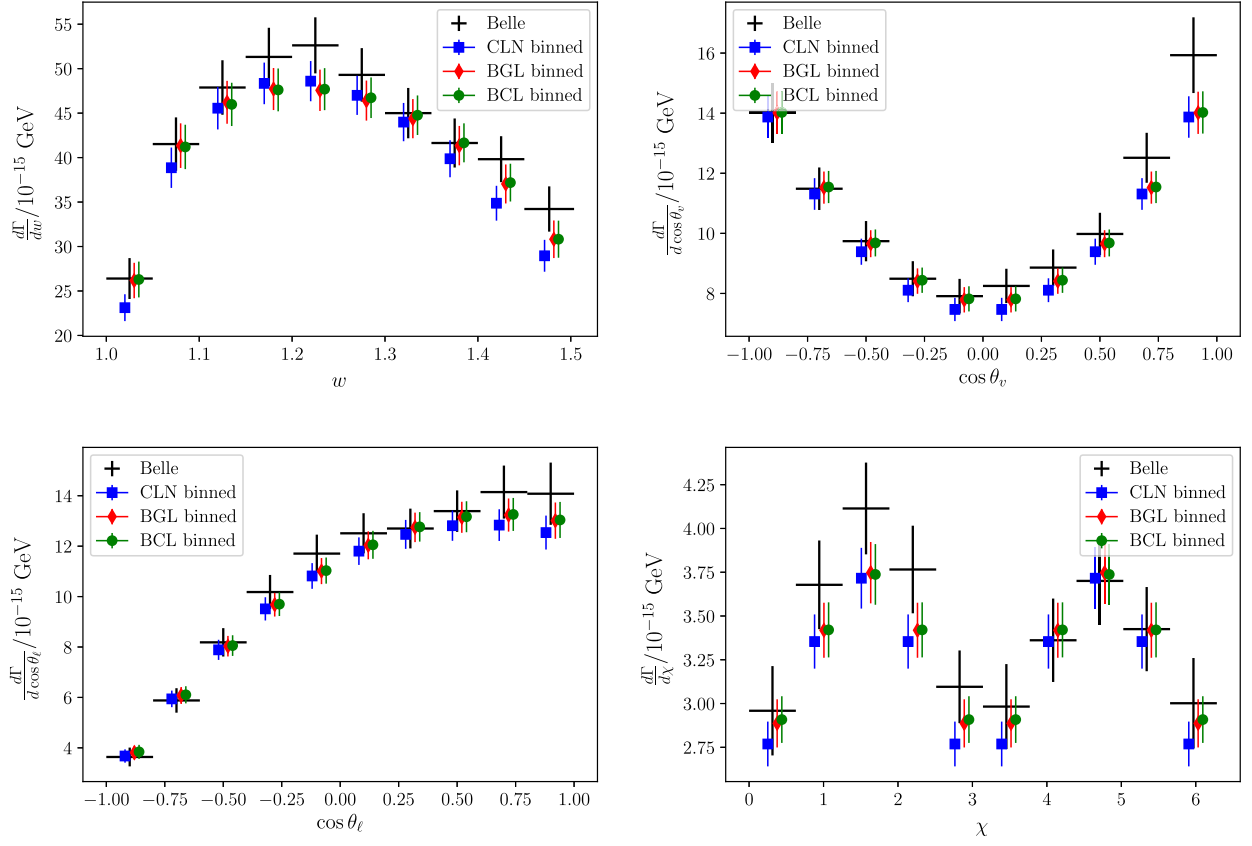 55
50
45
40
35
30
25
20
dΓ/dw /10⁻¹⁵ GeV
Belle
CLN binned
BGL binned
BCL binned
1.0 1.1 1.2 1.3 1.4 1.5
w
16
14
12
10
8
dΓ/d cos θᵥ /10⁻¹⁵ GeV
Belle
CLN binned
BGL binned
BCL binned
−1.00 −0.75 −0.50 −0.25 0.00 0.25 0.50 0.75 1.00
cos θᵥ
14
12
10
8
6
4
dΓ/d cos θ_ℓ /10⁻¹⁵ GeV
Belle
CLN binned
BGL binned
BCL binned
−1.00 −0.75 −0.50 −0.25 0.00 0.25 0.50 0.75 1.00
cos θ_ℓ
4.25
4.00
3.75
3.50
3.25
3.00
2.75
dΓ/dχ /10⁻¹⁵ GeV
Belle
CLN binned
BGL binned
BCL binned
0 1 2 3 4 5 6
χ